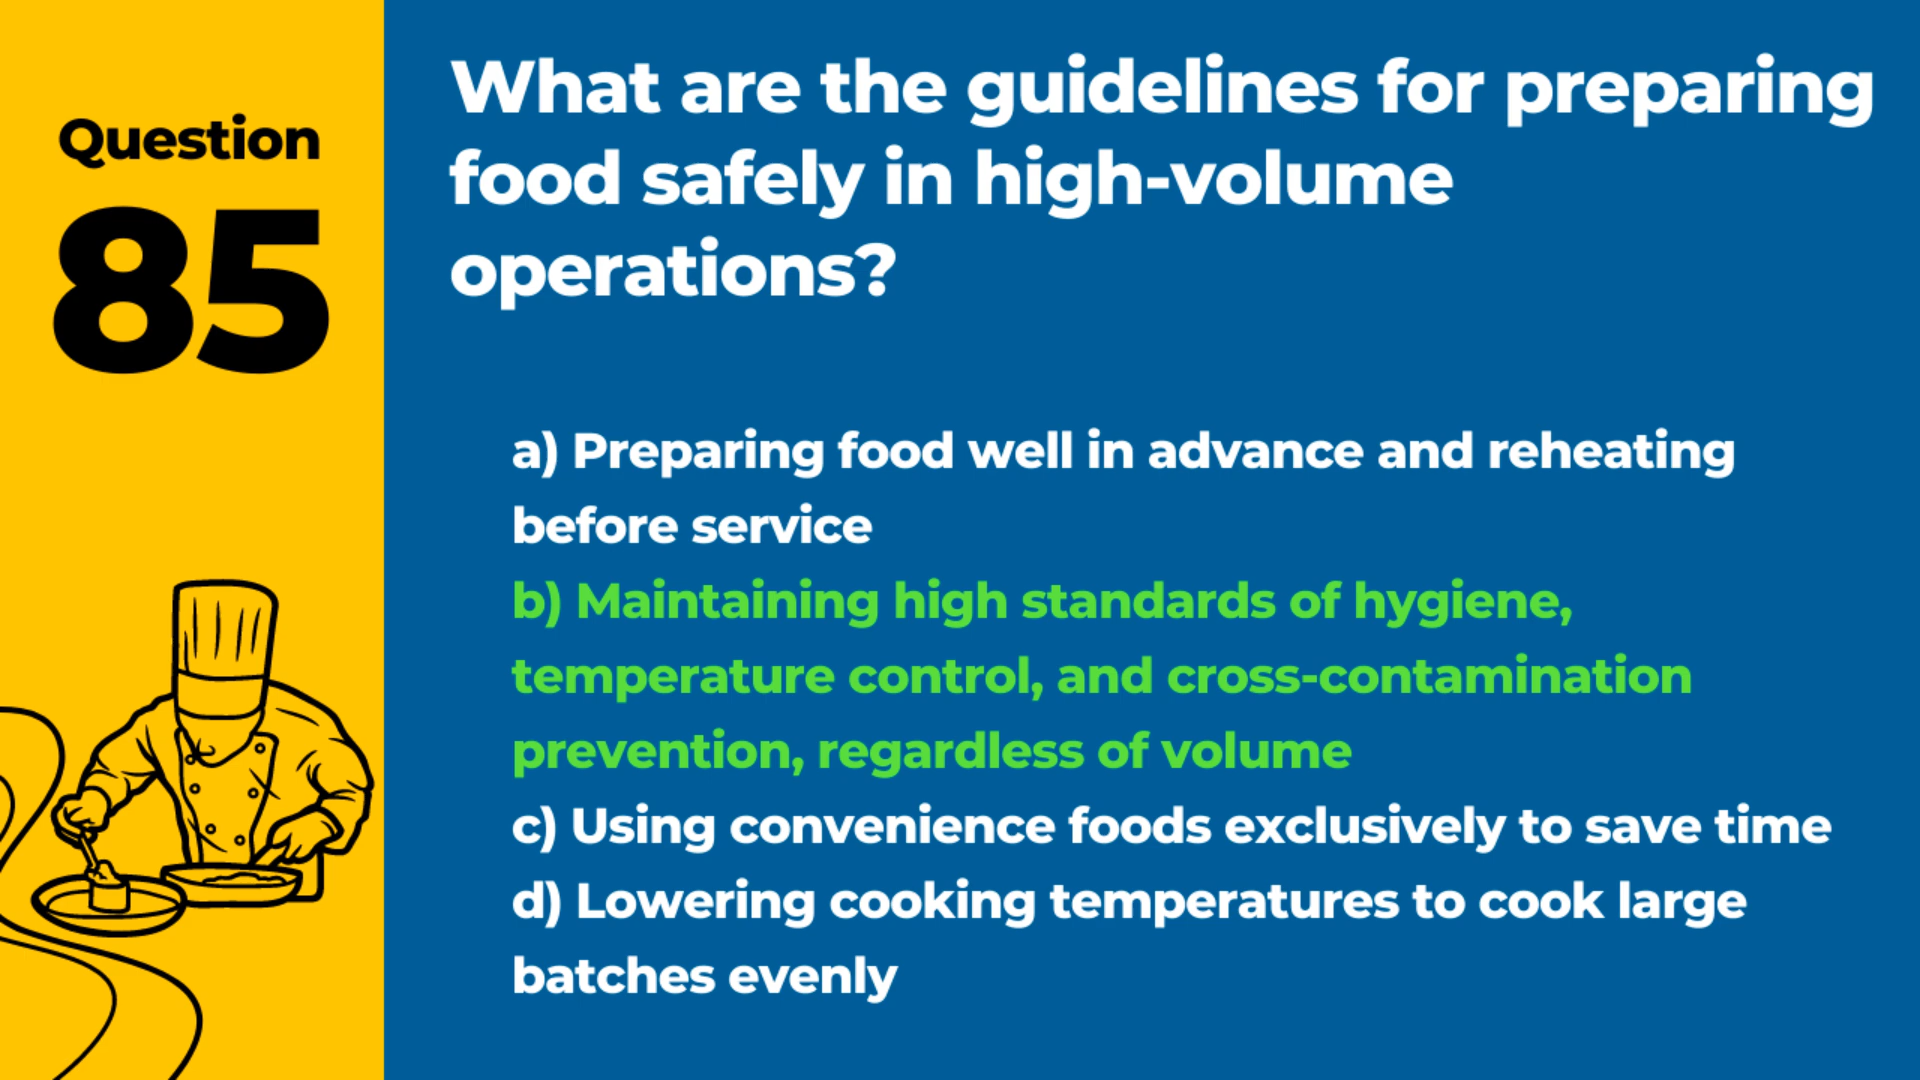 Question
85
What are the guidelines for preparing
food safely in high-volume
operations?
a) Preparing food well in advance and reheating
before service
b) Maintaining high standards of hygiene,
temperature control, and cross-contamination
prevention, regardless of volume
c) Using convenience foods exclusively to save time
d) Lowering cooking temperatures to cook large
batches evenly